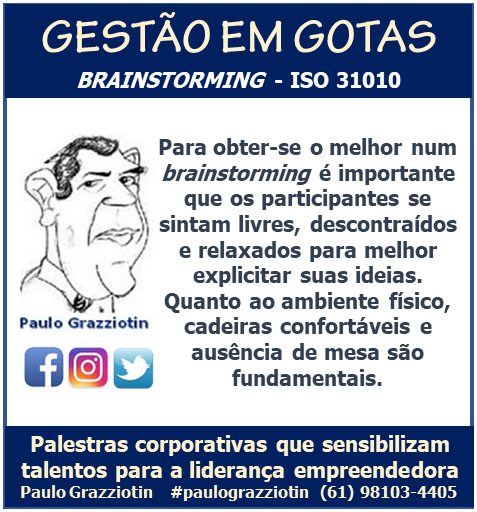 GESTÃO EM GOTAS
BRAINSTORMING - ISO 31010
Para obter-se o melhor num
brainstorming é importante
que os participantes se
sintam livres, descontraídos
e relaxados para melhor
explicitar suas ideias.
Quanto ao ambiente físico,
cadeiras confortáveis e
ausência de mesa são
fundamentais.
Paulo Grazziotin
Palestras corporativas que sensibilizam
talentos para a liderança empreendedora
Paulo Grazziotin #paulograzziotin (61) 98103-4405